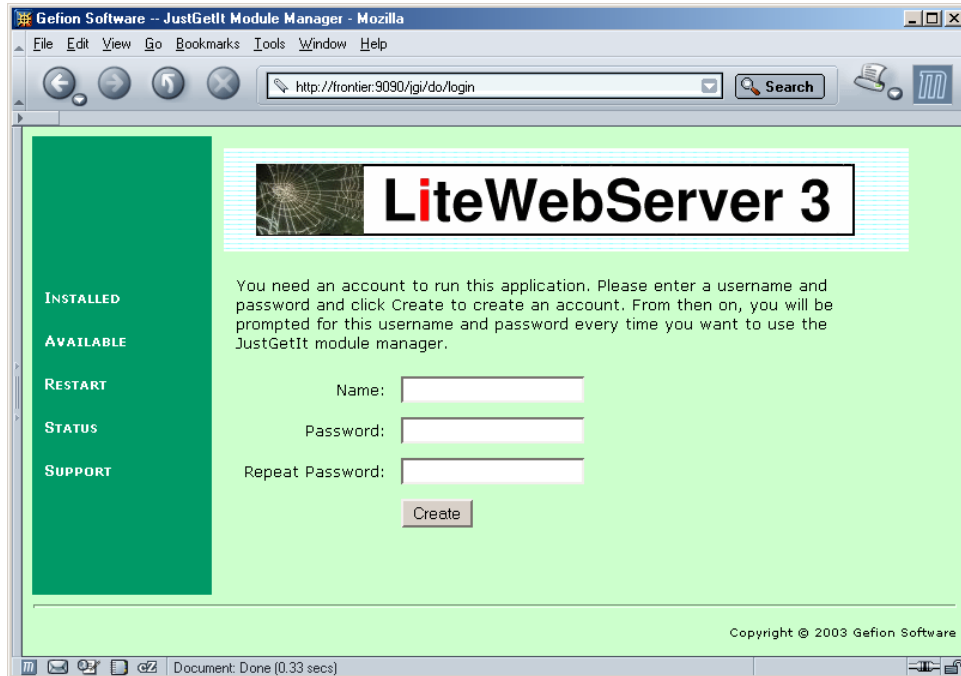 Gefion Software -- JustGetIt Module Manager - Mozilla
File Edit View Go Bookmarks Tools Window Help
http://frontier:9090/jgi/do/login
Search
LiteWebServer 3
You need an account to run this application. Please enter a username and
password and click Create to create an account. From then on, you will be
prompted for this username and password every time you want to use the
JustGetIt module manager.
INSTALLED
AVAILABLE
RESTART
STATUS
SUPPORT
Name:
Password:
Repeat Password:
Create
Copyright © 2003 Gefion Software
Document: Done (0.33 secs)